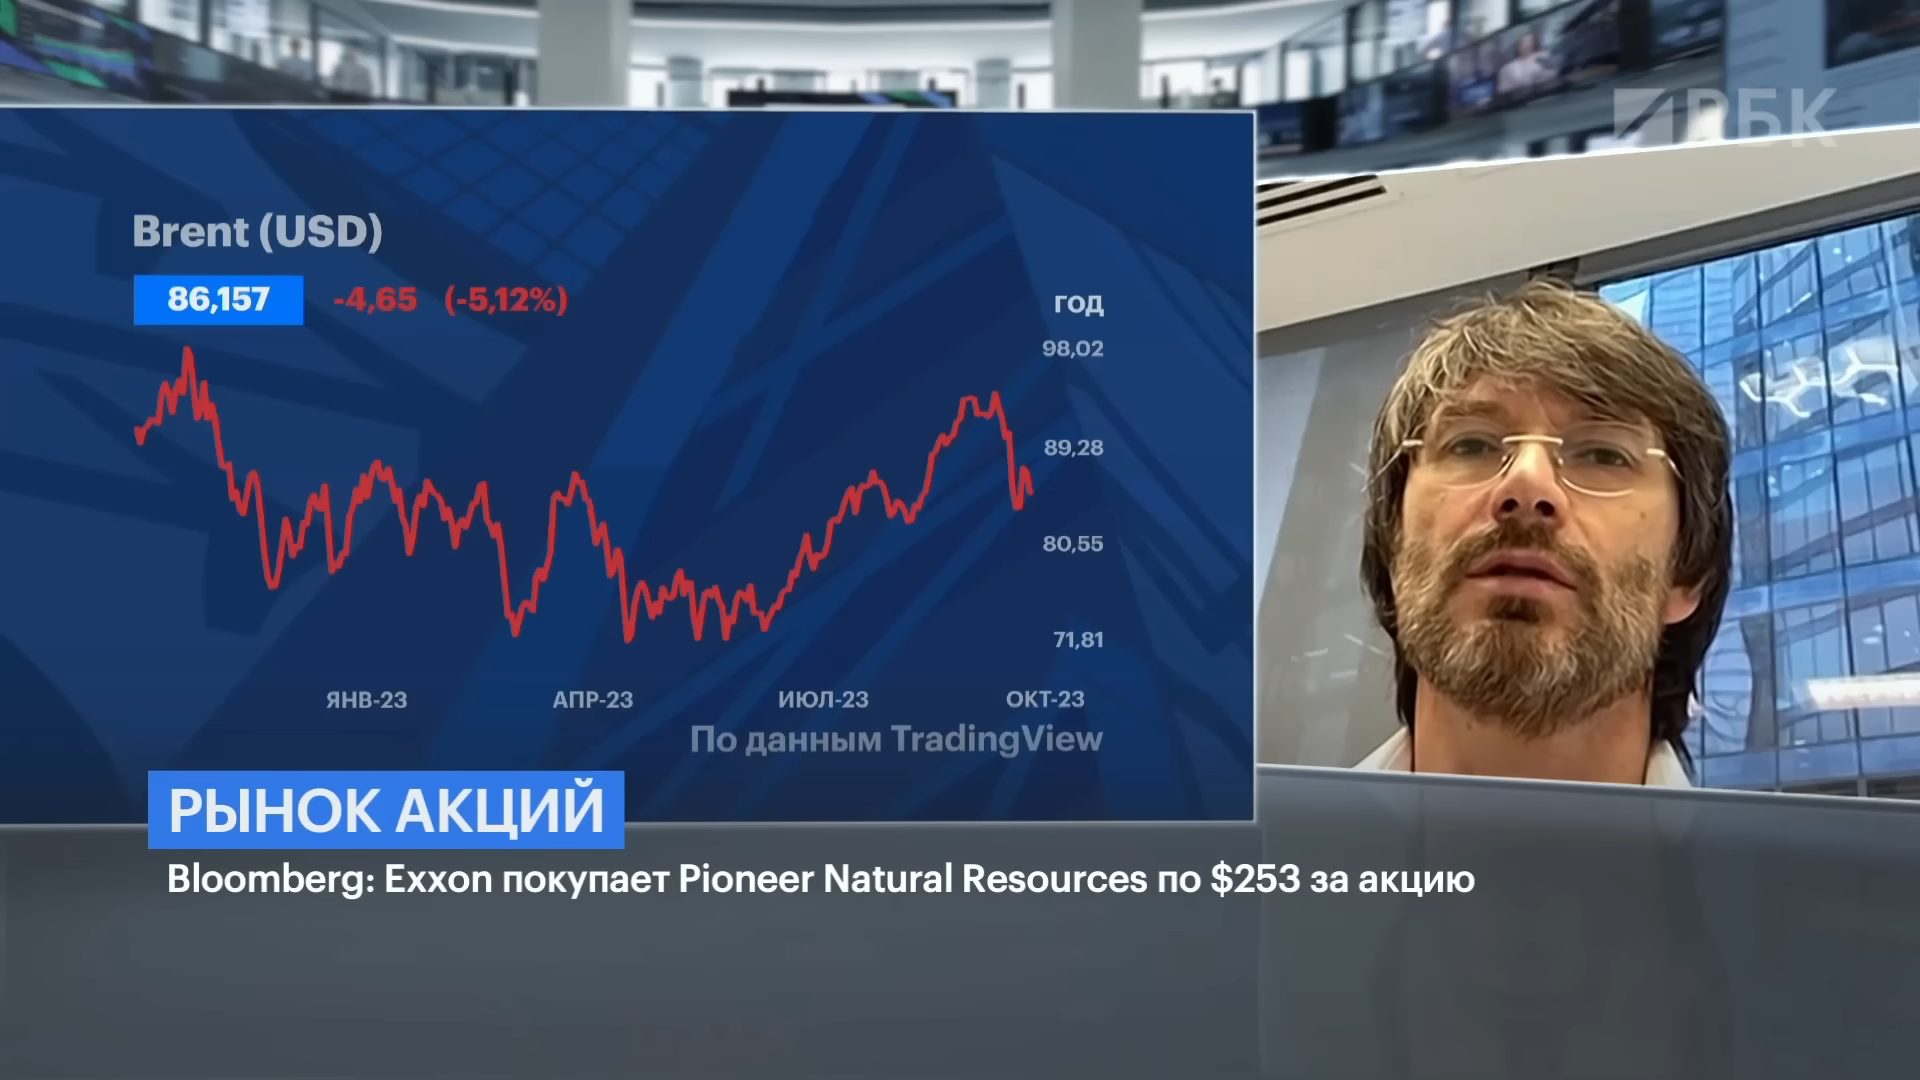 РБК
Brent (USD)
86,157 -4,65 (-5,12%)
ГОД
98,02
89,28
80,55
71,81
ЯНВ-23 АПР-23 ИЮЛ-23 ОКТ-23
По данным TradingView
РЫНОК АКЦИЙ
Bloomberg: Exxon покупает Pioneer Natural Resources по $253 за акцию